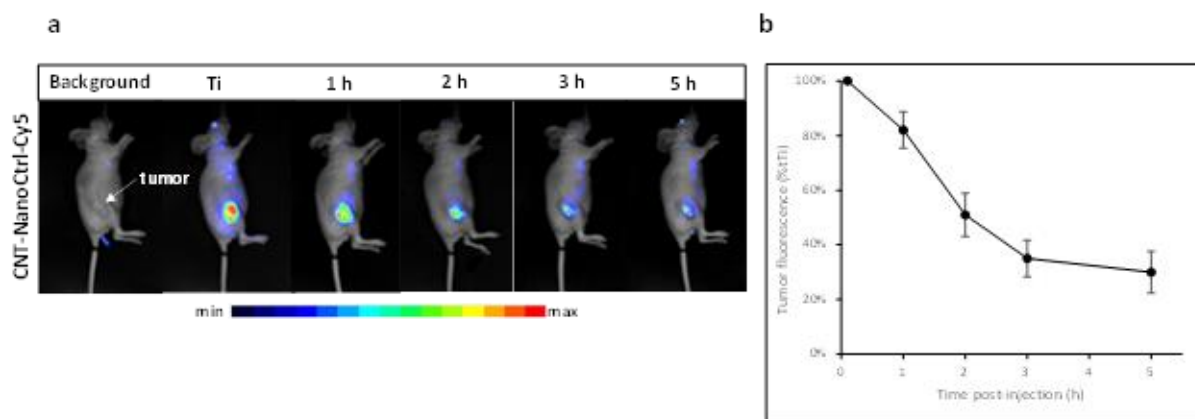 a
b
Background Ti 1 h 2 h 3 h 5 h
CNT-NanoCtrl-Cy5
tumor
min max
Tumor fluorescence (%tTi)
100%
80%
60%
40%
20%
0%
0 1 2 3 4 5
Time post-injection (h)